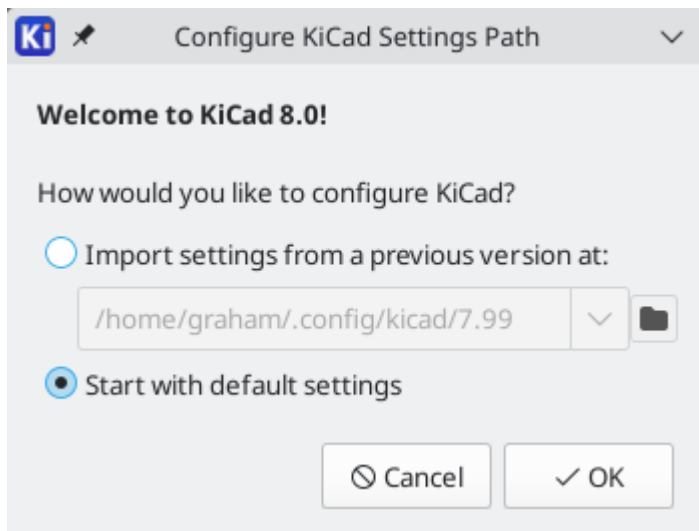 Ki
Configure KiCad Settings Path
Welcome to KiCad 8.0!
How would you like to configure KiCad?
Import settings from a previous version at:
/home/graham/.config/kicad/7.99
Start with default settings
Cancel
OK